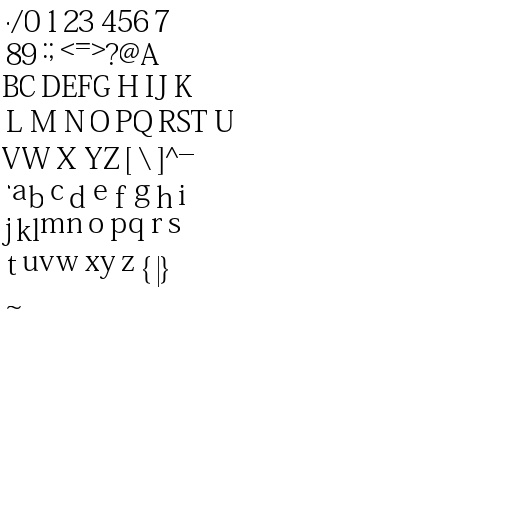 ./0 1 23 456 7
89 :; <=>?@A
BC DEFG H IJ K
L M N O PQ RST U
VW X YZ [ \ ]^_
`ab c d e f g h i
jklmn o pq r s
t uvw xy z { |}
~